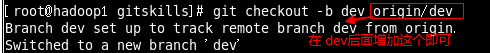 [root@hadoop1 gitskills]# git checkout -b dev origin/dev
Branch dev set up to track remote branch dev from origin.
Switched to a new branch 'dev'
在 dev后面增加这个即可